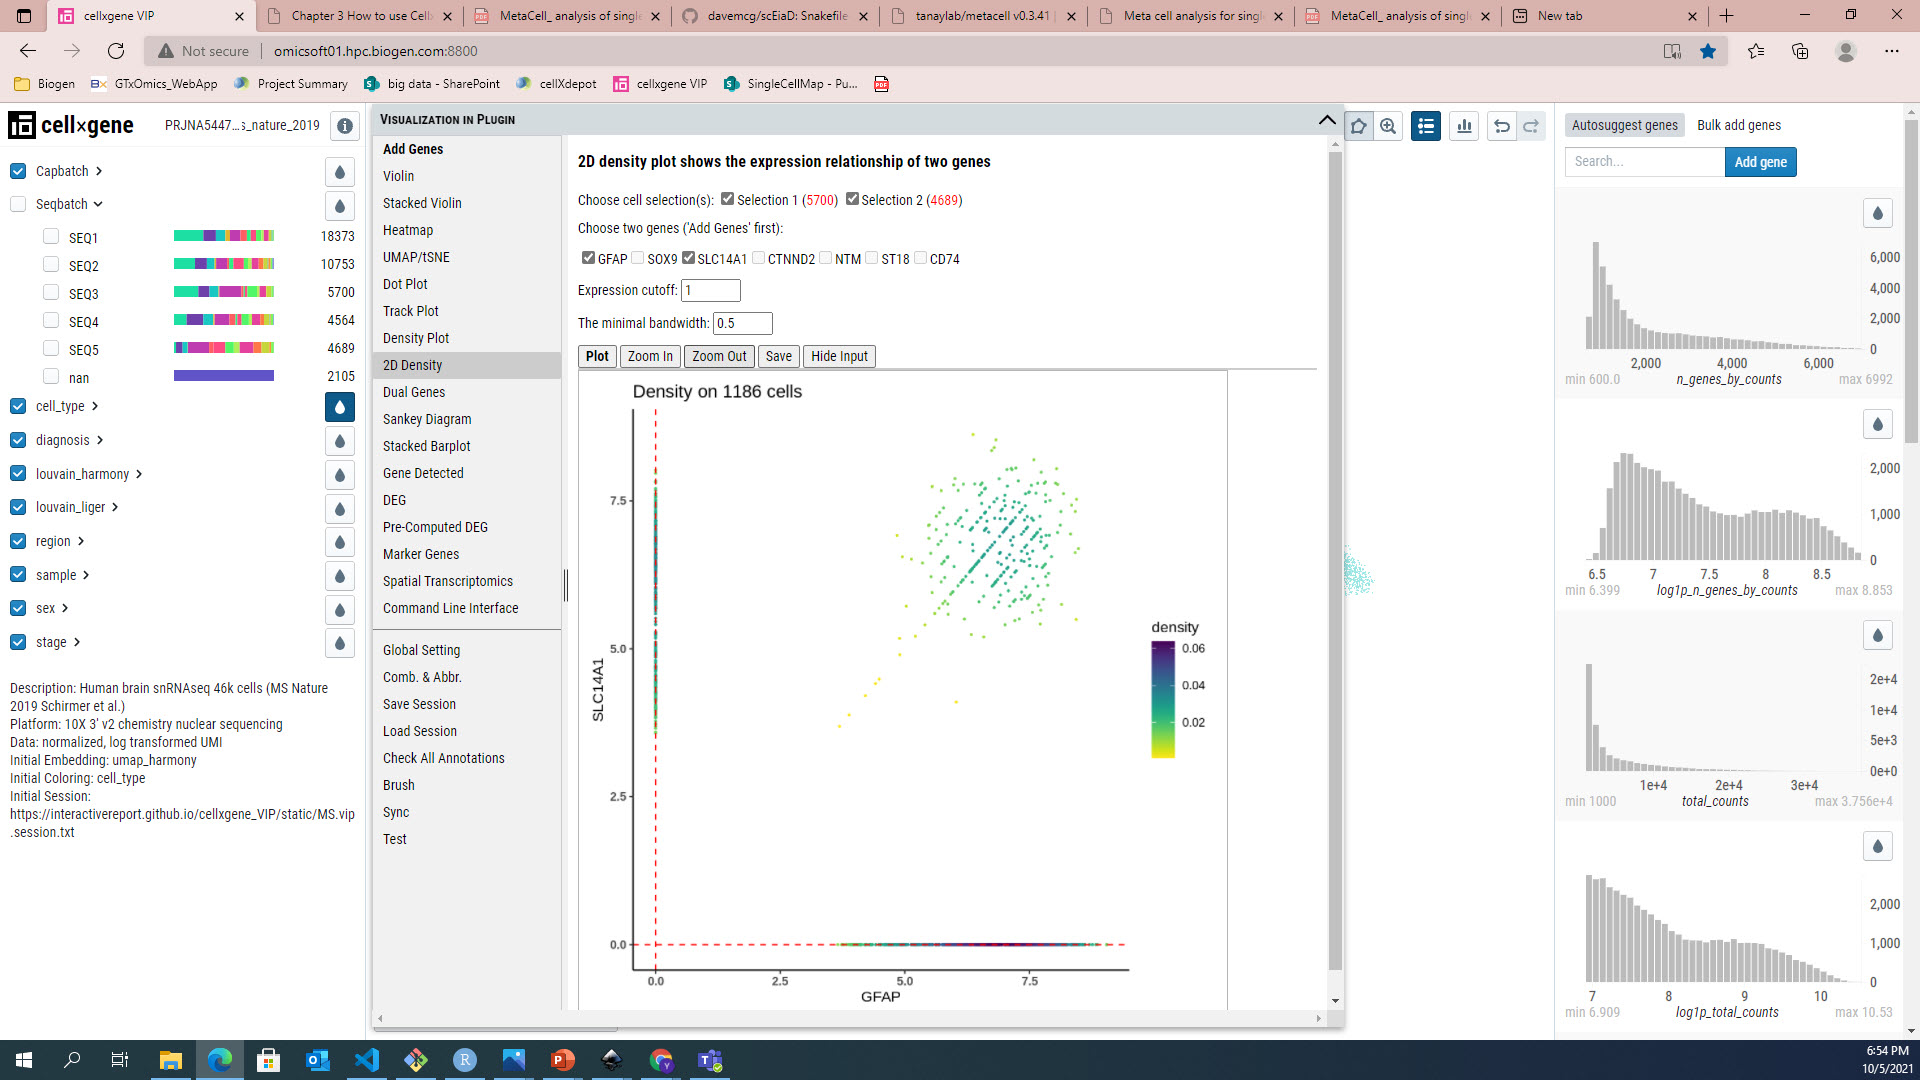 cellxgene VIP
Chapter 3 How to use Cell
MetaCell_ analysis of singl
davemcg/scEiaD: Snakefile
tanaylab/metacell v0.3.41
Meta cell analysis for singl
MetaCell_ analysis of singl
New tab
Not secure
omicsoft01.hpc.biogen.com:8800
Biogen
GTxOmics_WebApp
Project Summary
big data - SharePoint
cellXdepot
cellxgene VIP
SingleCellMap - Pu...
cell×gene
PRJNA5447...s_nature_2019
Capbatch
Seqbatch
SEQ1 18373
SEQ2 10753
SEQ3 5700
SEQ4 4564
SEQ5 4689
nan 2105
cell_type
diagnosis
louvain_harmony
louvain_liger
region
sample
sex
stage
Description: Human brain snRNAseq 46k cells (MS Nature
2019 Schirmer et al.)
Platform: 10X 3' v2 chemistry nuclear sequencing
Data: normalized, log transformed UMI
Initial Embedding: umap_harmony
Initial Coloring: cell_type
Initial Session:
https://interactivereport.github.io/cellxgene_VIP/static/MS.vip
.session.txt
VISUALIZATION IN PLUGIN
Add Genes
Violin
Stacked Violin
Heatmap
UMAP/tSNE
Dot Plot
Track Plot
Density Plot
2D Density
Dual Genes
Sankey Diagram
Stacked Barplot
Gene Detected
DEG
Pre-Computed DEG
Marker Genes
Spatial Transcriptomics
Command Line Interface
Global Setting
Comb. & Abbr.
Save Session
Load Session
Check All Annotations
Brush
Sync
Test
2D density plot shows the expression relationship of two genes
Choose cell selection(s): Selection 1 (5700) Selection 2 (4689)
Choose two genes ('Add Genes' first):
GFAP SOX9 SLC14A1 CTNND2 NTM ST18 CD74
Expression cutoff: 1
The minimal bandwidth: 0.5
Plot Zoom In Zoom Out Save Hide Input
Density on 1186 cells
7.5
5.0
2.5
0.0
SLC14A1
0.0 2.5 5.0 7.5
GFAP
density
0.06
0.04
0.02
Autosuggest genes Bulk add genes
Search... Add gene
6,000
4,000
2,000
0
2,000 4,000 6,000
min 600.0 n_genes_by_counts max 6992
2,000
1,000
0
6.5 7 7.5 8 8.5
min 6.399 log1p_n_genes_by_counts max 8.853
2e+4
1e+4
5e+3
0e+0
1e+4 2e+4 3e+4
min 1000 total_counts max 3.756e+4
2,000
1,000
0
7 8 9 10
min 6.909 log1p_total_counts max 10.53
6:54 PM
10/5/2021